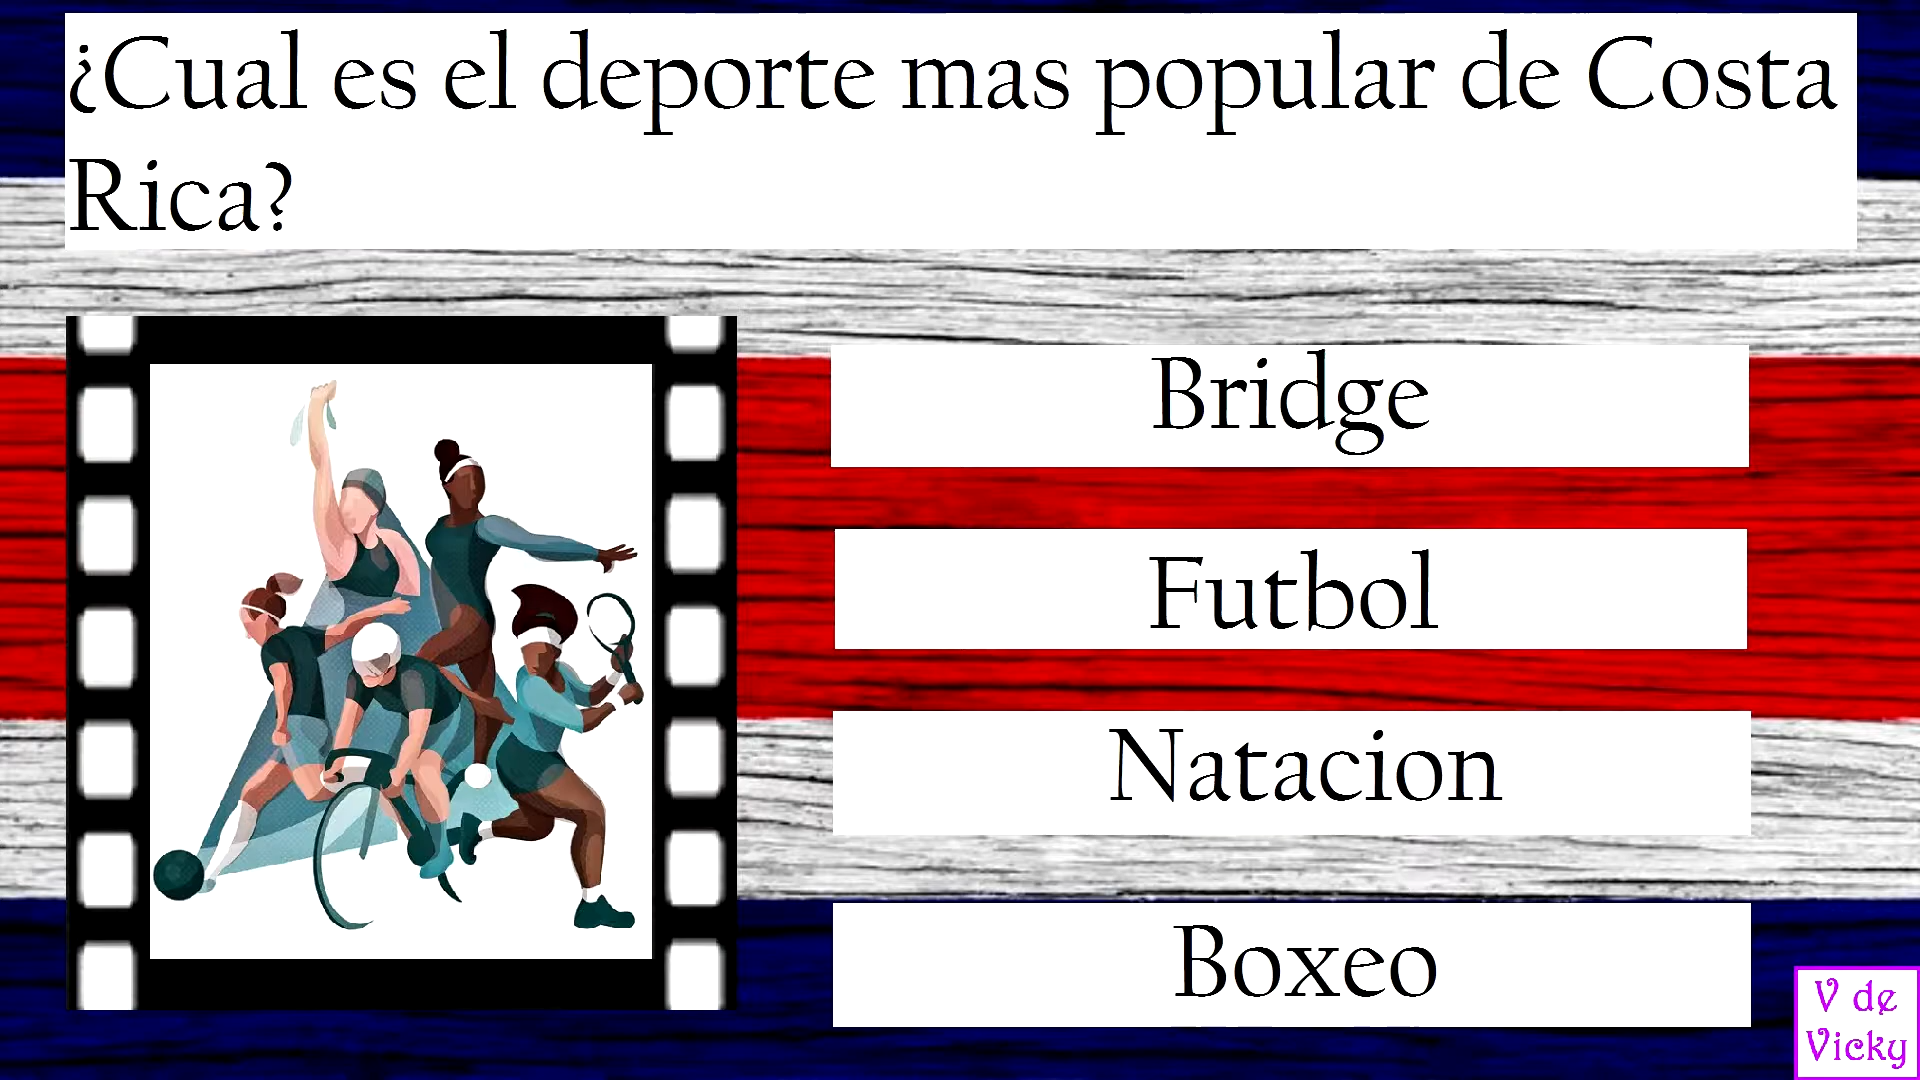 ¿Cual es el deporte mas popular de Costa
Rica?
Bridge
Futbol
Natacion
Boxeo
V de
Vicky